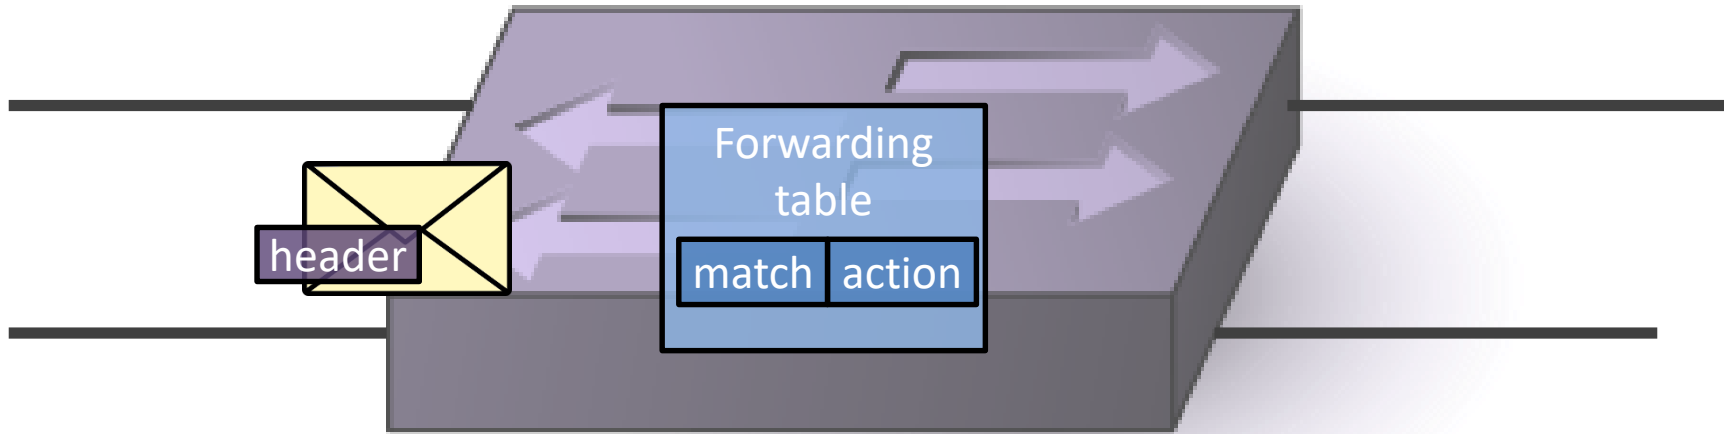 Forwarding
table
header
match
action